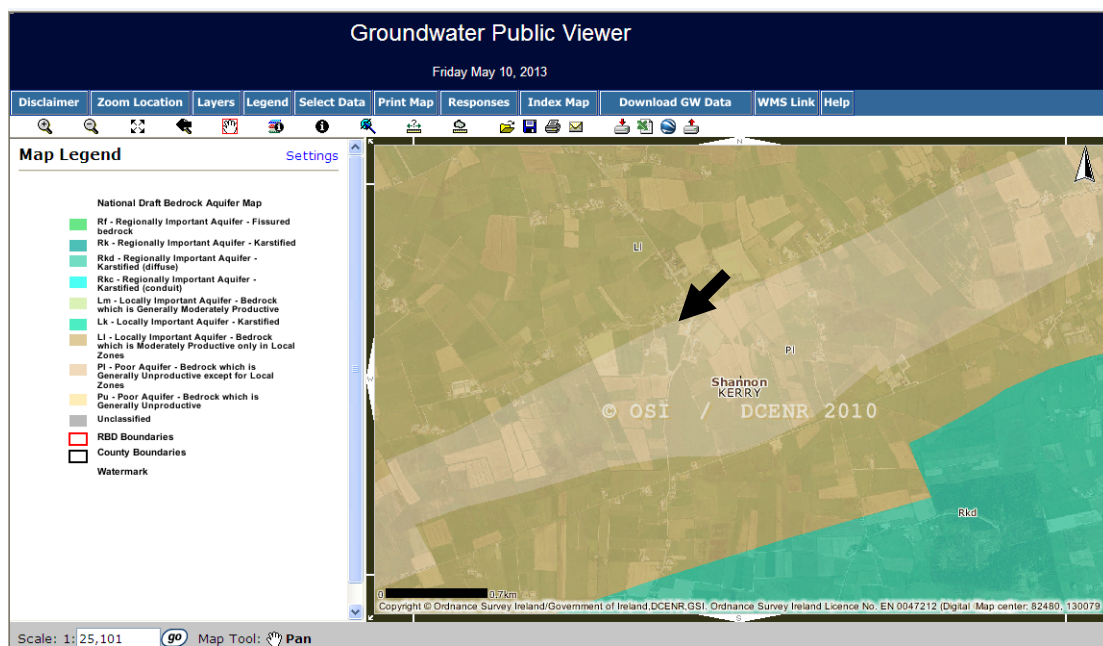 Groundwater Public Viewer
Friday May 10, 2013
Disclaimer Zoom Location Layers Legend Select Data Print Map Responses Index Map Download GW Data WMS Link Help
Map Legend Settings
National Draft Bedrock Aquifer Map
Rf - Regionally Important Aquifer - Fissured
bedrock
Rk - Regionally Important Aquifer - Karstified
Rkd - Regionally Important Aquifer -
Karstified (diffuse)
Rkc - Regionally Important Aquifer -
Karstified (conduit)
Lm - Locally Important Aquifer - Bedrock
which is Generally Moderately Productive
Lk - Locally Important Aquifer - Karstified
Ll - Locally Important Aquifer - Bedrock
which is Moderately Productive only in Local
Zones
Pl - Poor Aquifer - Bedrock which is
Generally Unproductive except for Local
Zones
Pu - Poor Aquifer - Bedrock which is
Generally Unproductive
Unclassified
RBD Boundaries
County Boundaries
Watermark
N
Ll
Pl
W
Shannon
KERRY
© OSI / DCENR 2010
Rkd
0 0.7km
Copyright © Ordnance Survey Ireland/Government of Ireland,DCENR,GSI. Ordnance Survey Ireland Licence No. EN 0047212 (Digital Map center: 82480, 130079
S
Scale: 1: 25,101 go Map Tool: Pan